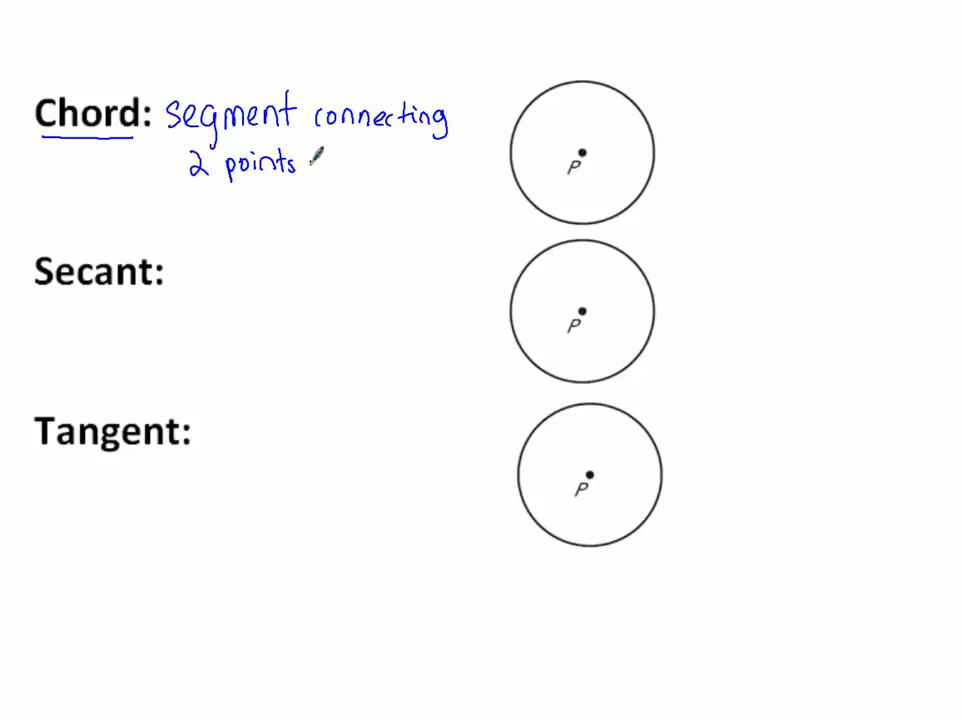 Chord: segment connecting
2 points
P
Secant:
P
Tangent:
P